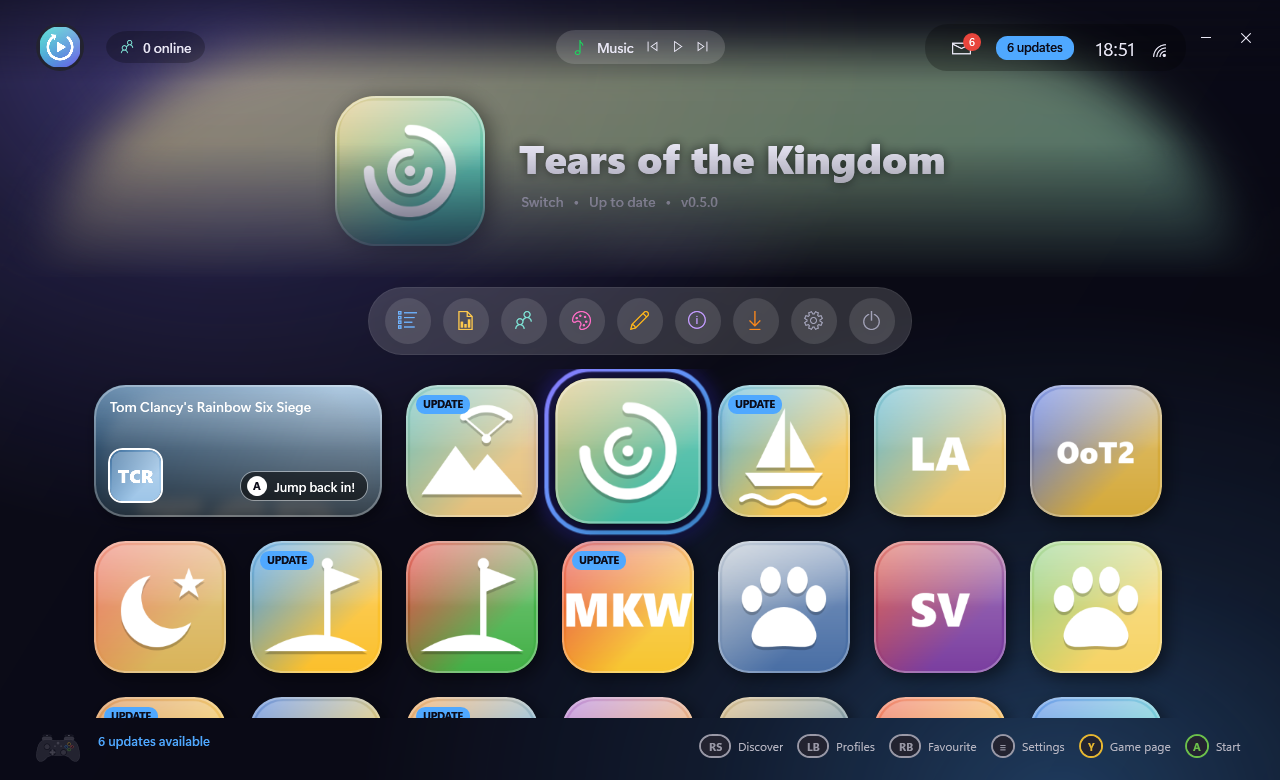 0 online
Music
6
6 updates
18:51
Tears of the Kingdom
Switch • Up to date • v0.5.0
Tom Clancy's Rainbow Six Siege
TCR
A Jump back in!
UPDATE
UPDATE
LA
OoT2
UPDATE
UPDATE
MKW
SV
UPDATE
UPDATE
6 updates available
RS Discover
LB Profiles
RB Favourite
≡ Settings
Y Game page
A Start